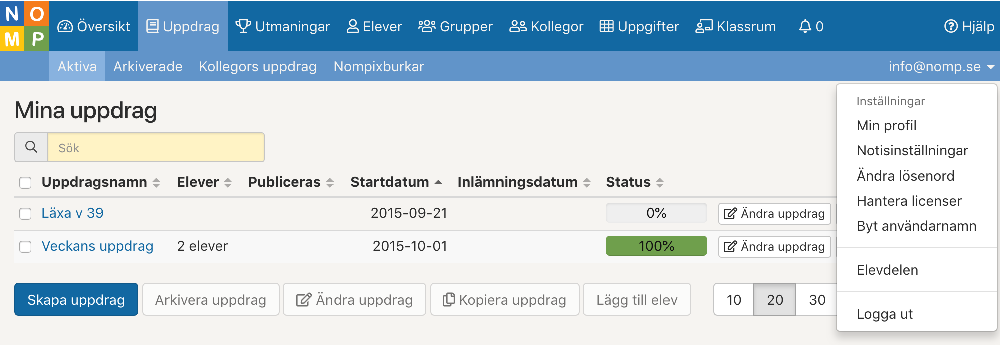 NO
MP
Översikt Uppdrag Utmaningar Elever Grupper Kollegor Uppgifter Klassrum 0 Hjälp
Aktiva Arkiverade Kollegors uppdrag Nompixburkar info@nomp.se
Mina uppdrag
Sök
Uppdragsnamn Elever Publiceras Startdatum Inlämningsdatum Status
Läxa v 39 2015-09-21 0% Ändra uppdrag
Veckans uppdrag 2 elever 2015-10-01 100% Ändra uppdrag
Skapa uppdrag Arkivera uppdrag Ändra uppdrag Kopiera uppdrag Lägg till elev 10 20 30
Inställningar
Min profil
Notisinställningar
Ändra lösenord
Hantera licenser
Byt användarnamn
Elevdelen
Logga ut